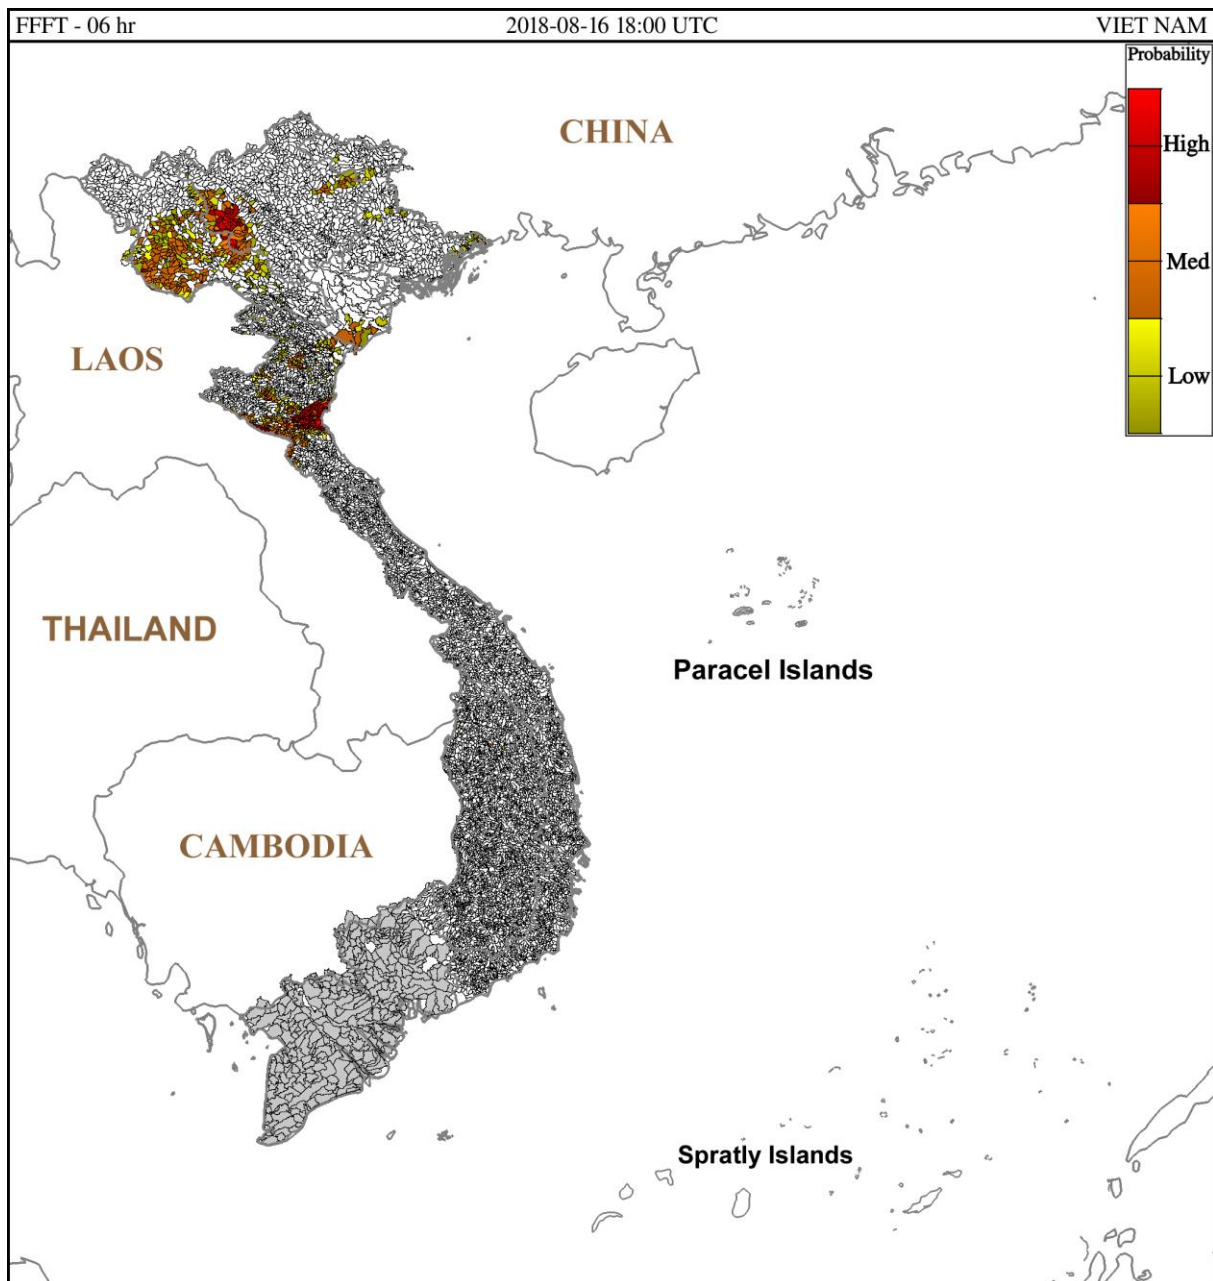 FFFT - 06 hr 2018-08-16 18:00 UTC VIET NAM
Probability
CHINA
High
Med
LAOS
Low
THAILAND
Paracel Islands
CAMBODIA
Spratly Islands